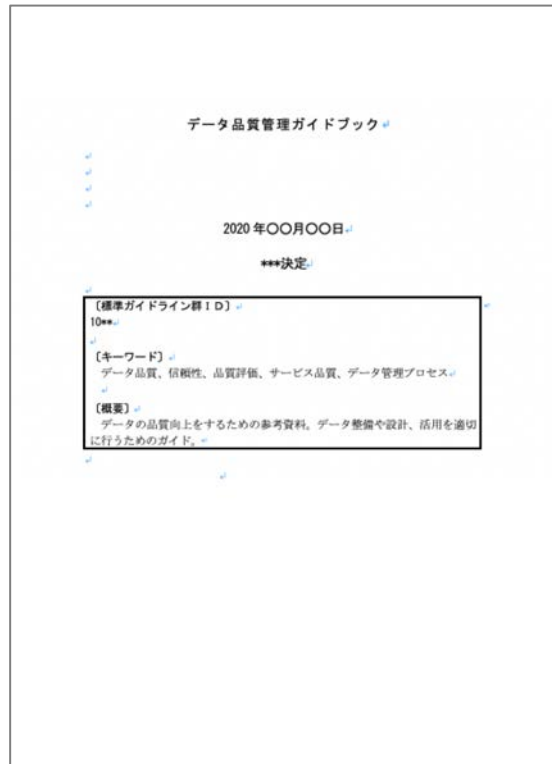 データ品質管理ガイドブック
2020年〇〇月〇〇日
***決定
〔標準ガイドライン群ID〕
10**
〔キーワード〕
データ品質、信頼性、品質評価、サービス品質、データ管理プロセス
〔概要〕
データの品質向上をするための参考資料。データ整備や設計、活用を適切
に行うためのガイド。